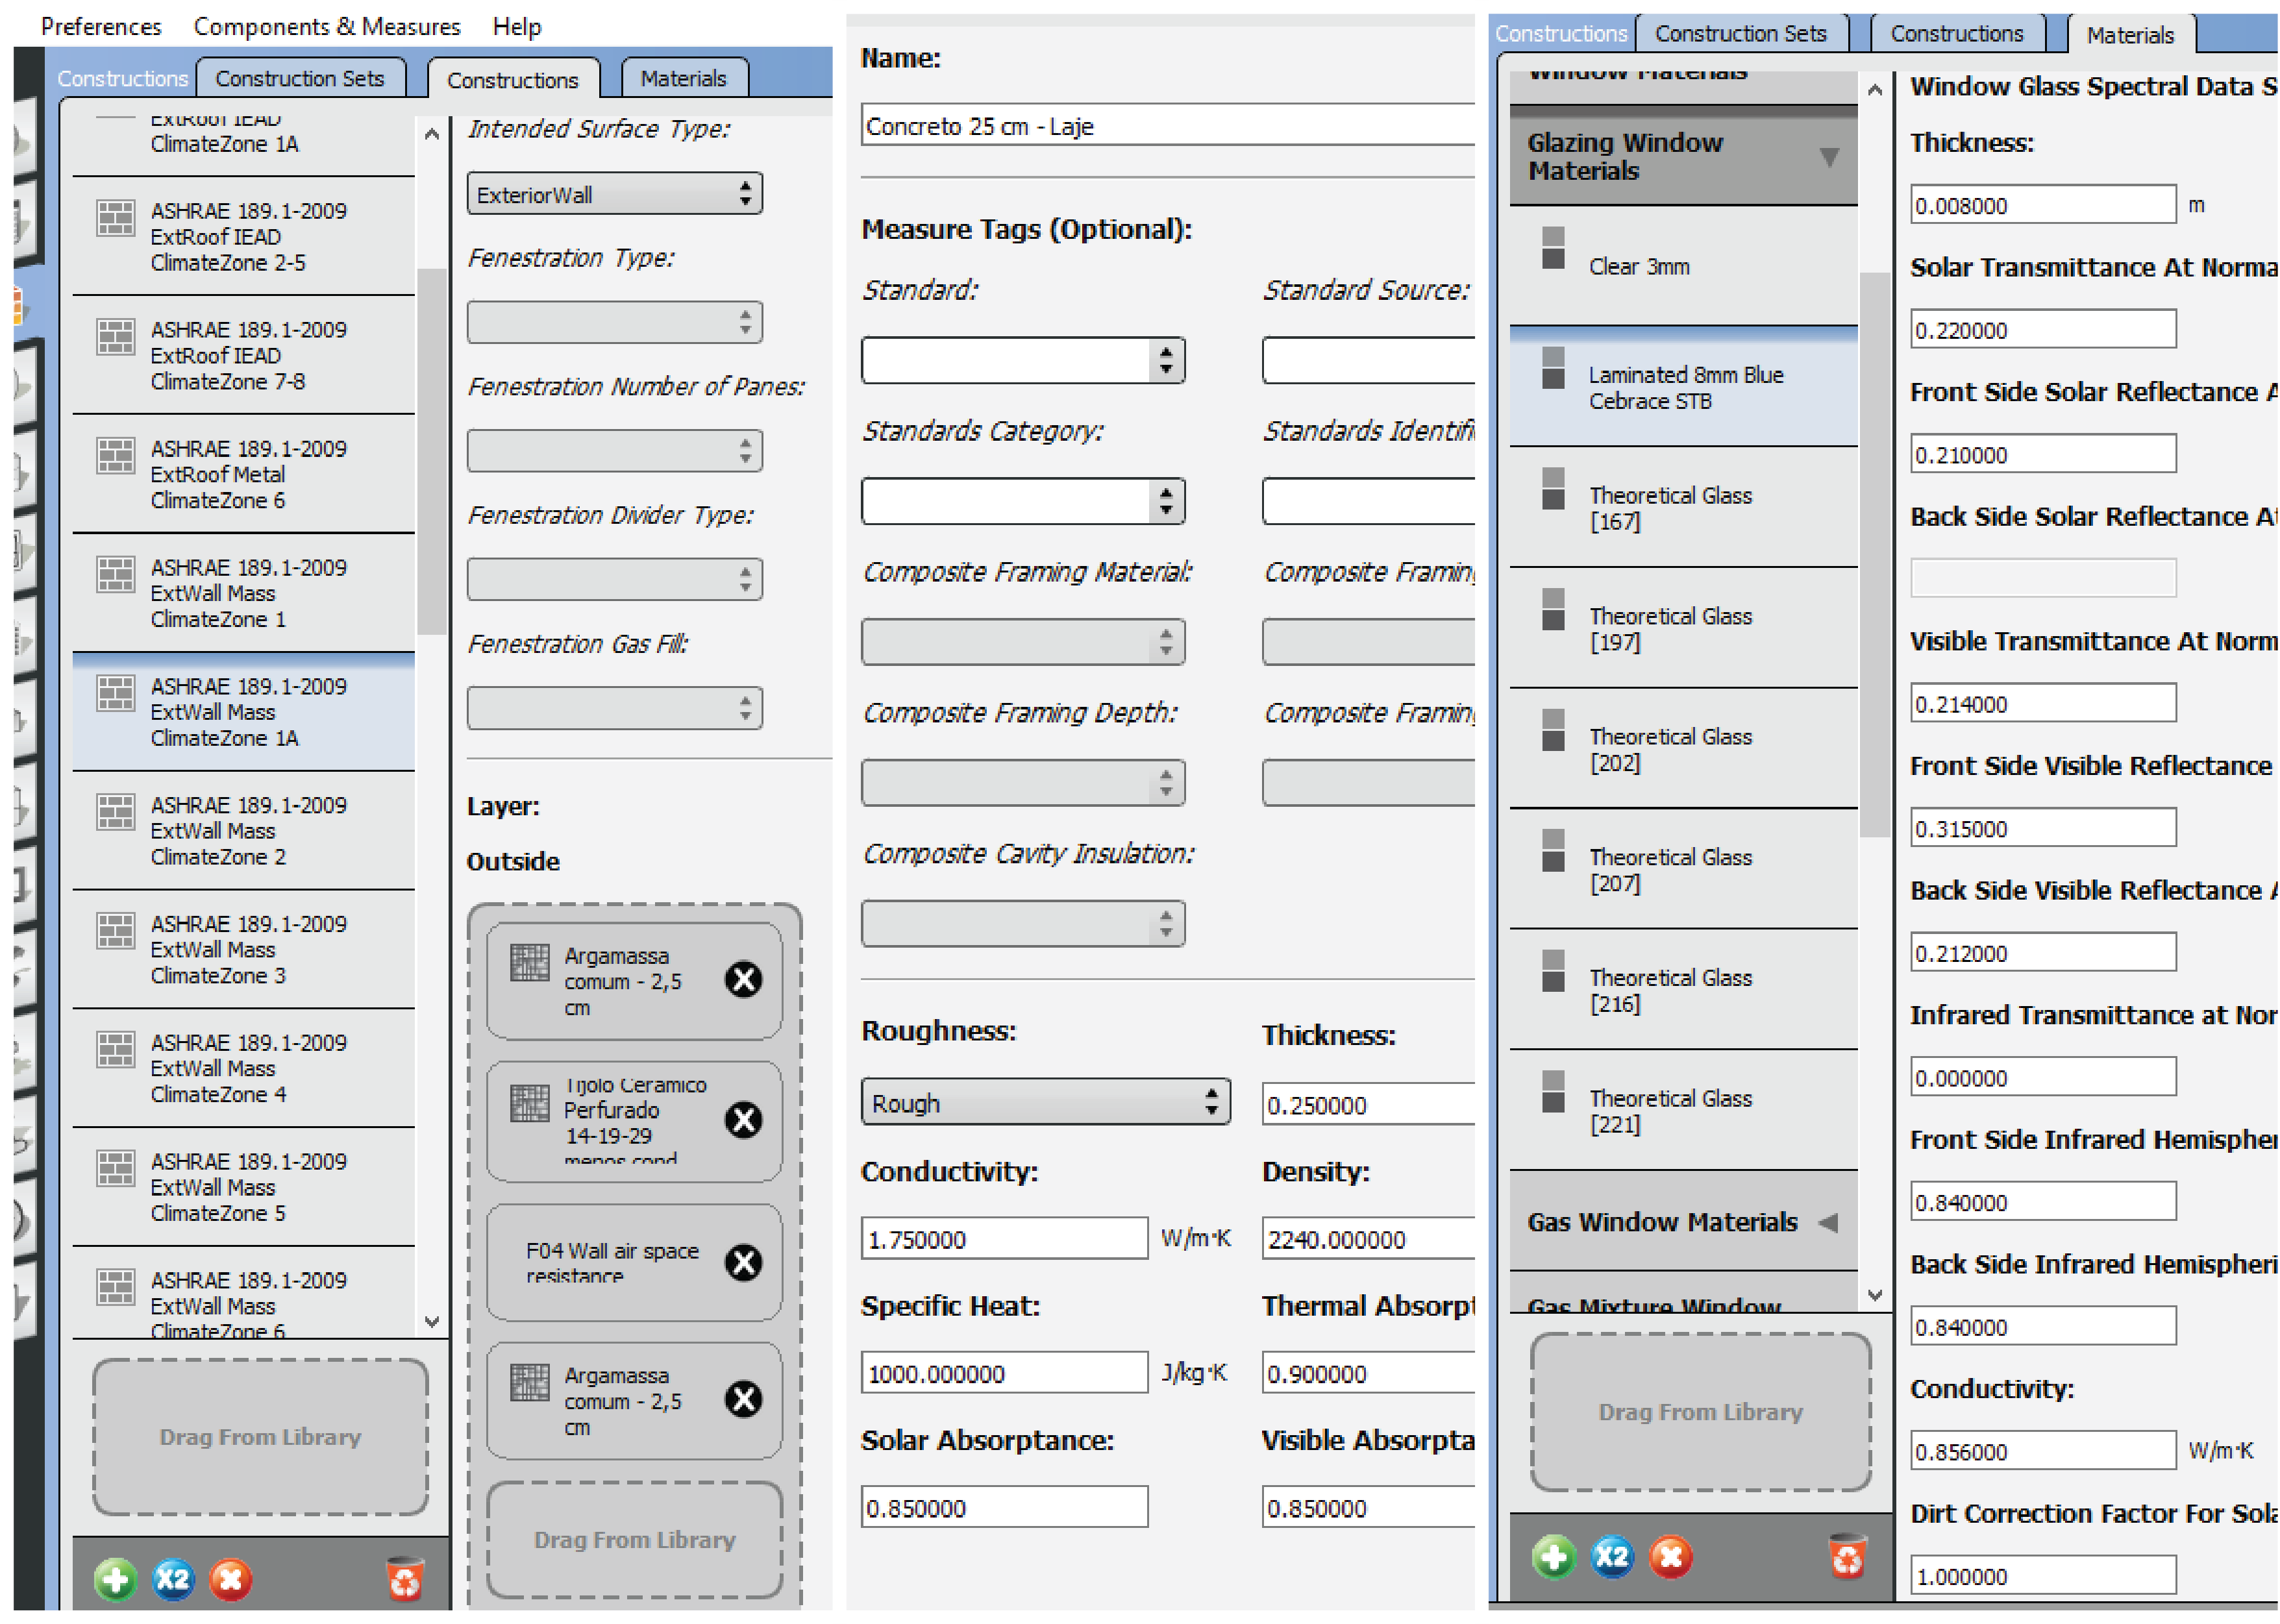 Preferences Components & Measures Help
Constructions Construction Sets Constructions Materials
ExtRoof IEAD
ClimateZone 1A
ASHRAE 189.1-2009
ExtRoof IEAD
ClimateZone 2-5
ASHRAE 189.1-2009
ExtRoof IEAD
ClimateZone 7-8
ASHRAE 189.1-2009
ExtRoof Metal
ClimateZone 6
ASHRAE 189.1-2009
ExtWall Mass
ClimateZone 1
ASHRAE 189.1-2009
ExtWall Mass
ClimateZone 1A
ASHRAE 189.1-2009
ExtWall Mass
ClimateZone 2
ASHRAE 189.1-2009
ExtWall Mass
ClimateZone 3
ASHRAE 189.1-2009
ExtWall Mass
ClimateZone 4
ASHRAE 189.1-2009
ExtWall Mass
ClimateZone 5
ASHRAE 189.1-2009
ExtWall Mass
ClimateZone 6
Drag From Library
X2
Intended Surface Type:
ExteriorWall
Fenestration Type:
Fenestration Number of Panes:
Fenestration Divider Type:
Fenestration Gas Fill:
Layer:
Outside
Argamassa
comum - 2,5
cm
Tijolo Ceramico
Perfurado
14-19-29
menos cond
F04 Wall air space
resistance
Argamassa
comum - 2,5
cm
Drag From Library
Name:
Concreto 25 cm - Laje
Measure Tags (Optional):
Standard: Standard Source:
Standards Category: Standards Identifi
Composite Framing Material: Composite Framing
Composite Framing Depth: Composite Framing
Composite Cavity Insulation:
Roughness: Thickness:
Rough 0.250000
Conductivity: Density:
1.750000 W/m·K 2240.000000
Specific Heat: Thermal Absorpt
1000.000000 J/kg·K 0.900000
Solar Absorptance: Visible Absorpta
0.850000 0.850000
Constructions Construction Sets Constructions Materials
Window Materials
Glazing Window
Materials
Clear 3mm
Laminated 8mm Blue
Cebrace STB
Theoretical Glass
[167]
Theoretical Glass
[197]
Theoretical Glass
[202]
Theoretical Glass
[207]
Theoretical Glass
[216]
Theoretical Glass
[221]
Gas Window Materials
Gas Mixture Window
Drag From Library
X2
Window Glass Spectral Data S
Thickness:
0.008000 m
Solar Transmittance At Norma
0.220000
Front Side Solar Reflectance A
0.210000
Back Side Solar Reflectance At
Visible Transmittance At Norm
0.214000
Front Side Visible Reflectance
0.315000
Back Side Visible Reflectance A
0.212000
Infrared Transmittance at Nor
0.000000
Front Side Infrared Hemispher
0.840000
Back Side Infrared Hemispheri
0.840000
Conductivity:
0.856000 W/m·K
Dirt Correction Factor For Sola
1.000000